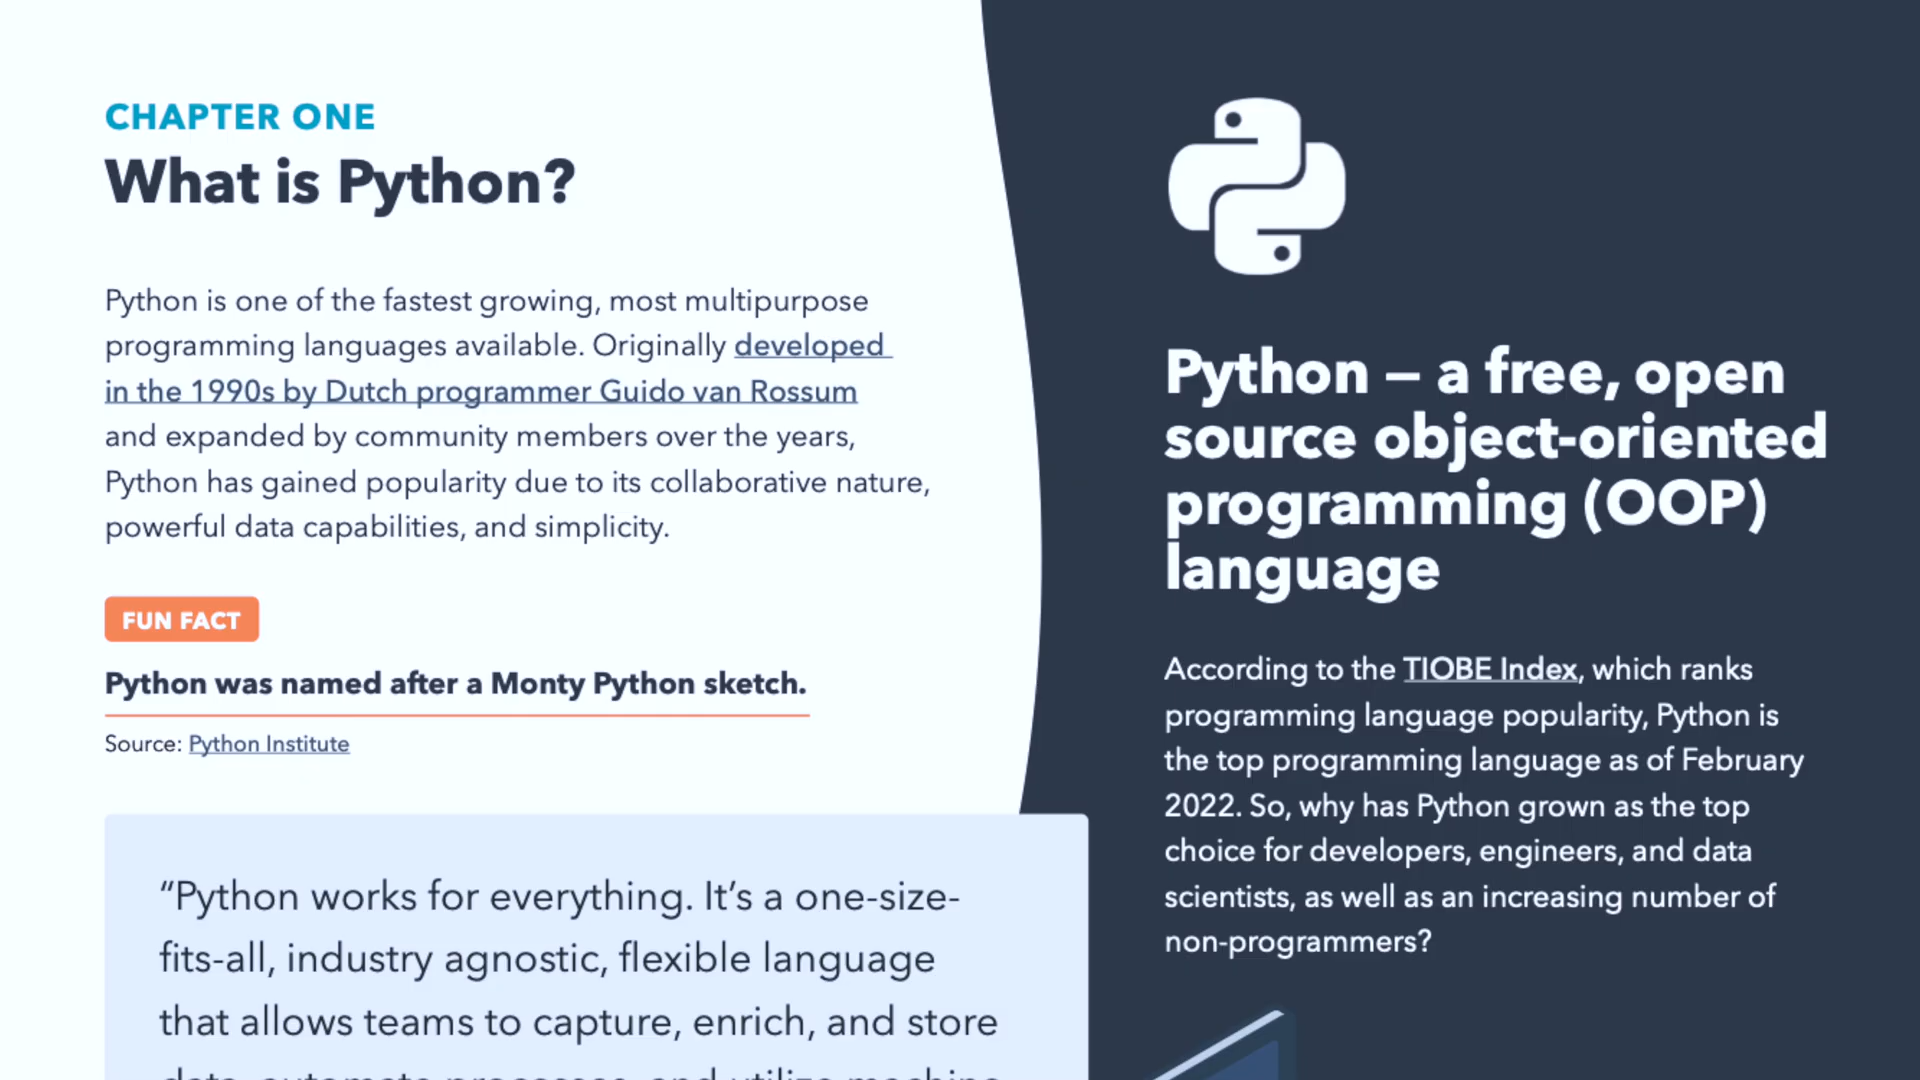 CHAPTER ONE
What is Python?
Python is one of the fastest growing, most multipurpose
programming languages available. Originally developed
in the 1990s by Dutch programmer Guido van Rossum
and expanded by community members over the years,
Python has gained popularity due to its collaborative nature,
powerful data capabilities, and simplicity.
FUN FACT
Python was named after a Monty Python sketch.
Source: Python Institute
“Python works for everything. It’s a one-size-
fits-all, industry agnostic, flexible language
that allows teams to capture, enrich, and store
data, automate processes, and utilize machine
Python – a free, open
source object-oriented
programming (OOP)
language
According to the TIOBE Index, which ranks
programming language popularity, Python is
the top programming language as of February
2022. So, why has Python grown as the top
choice for developers, engineers, and data
scientists, as well as an increasing number of
non-programmers?